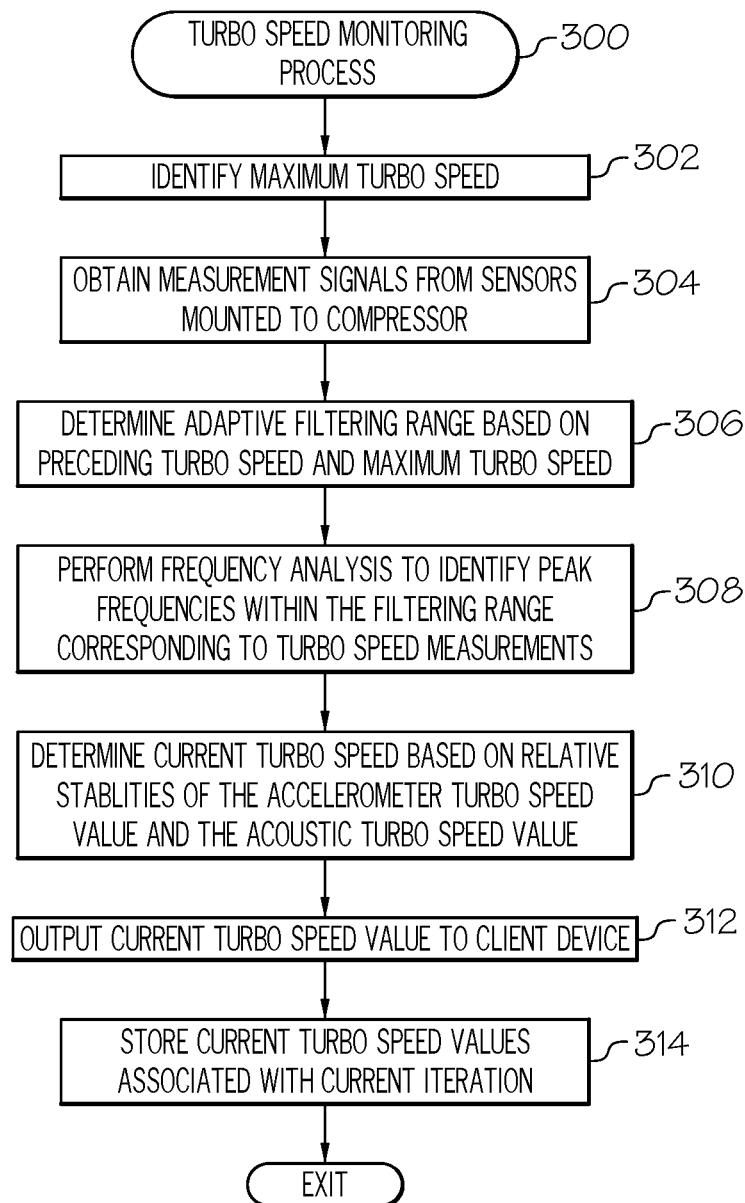 TURBO SPEED MONITORING
PROCESS
300
IDENTIFY MAXIMUM TURBO SPEED
302
OBTAIN MEASUREMENT SIGNALS FROM SENSORS
MOUNTED TO COMPRESSOR
304
DETERMINE ADAPTIVE FILTERING RANGE BASED ON
PRECEDING TURBO SPEED AND MAXIMUM TURBO SPEED
306
PERFORM FREQUENCY ANALYSIS TO IDENTIFY PEAK
FREQUENCIES WITHIN THE FILTERING RANGE
CORRESPONDING TO TURBO SPEED MEASUREMENTS
308
DETERMINE CURRENT TURBO SPEED BASED ON RELATIVE
STABLITIES OF THE ACCELEROMETER TURBO SPEED
VALUE AND THE ACOUSTIC TURBO SPEED VALUE
310
OUTPUT CURRENT TURBO SPEED VALUE TO CLIENT DEVICE
312
STORE CURRENT TURBO SPEED VALUES
ASSOCIATED WITH CURRENT ITERATION
314
EXIT